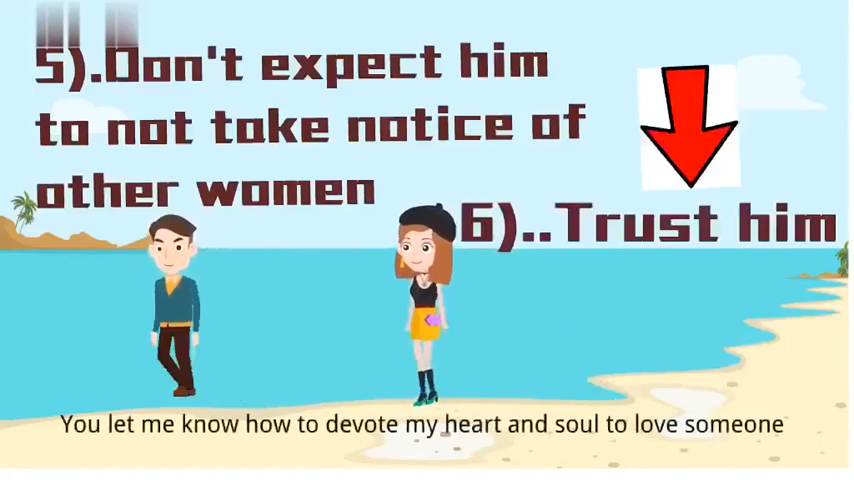 5).Don't expect him
to not take notice of
other women
6)..Trust him
You let me know how to devote my heart and soul to love someone